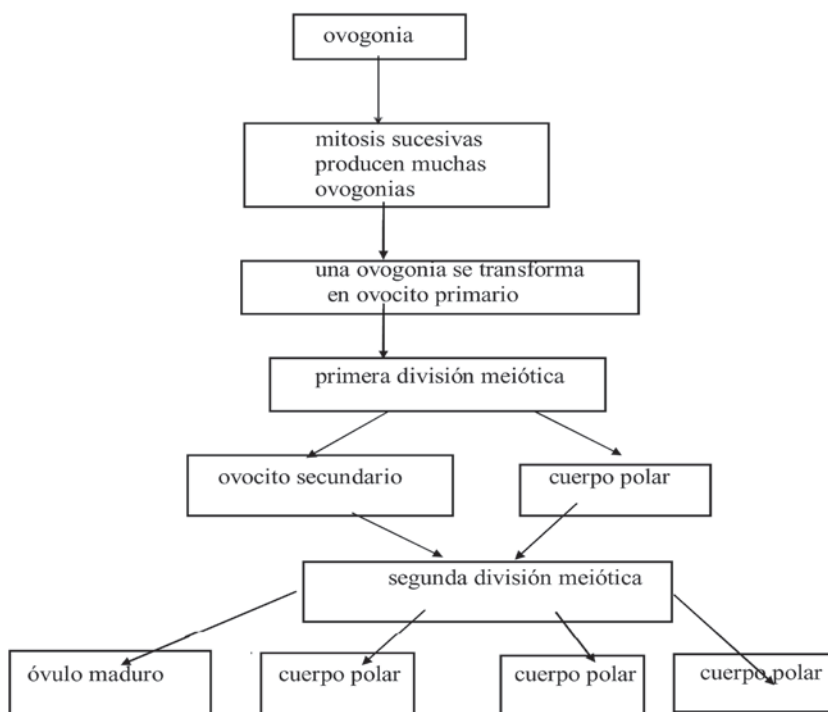 ovogonia
mitosis sucesivas
producen muchas
ovogonias
una ovogonia se transforma
en ovocito primario
primera división meiótica
ovocito secundario
cuerpo polar
segunda división meiótica
óvulo maduro
cuerpo polar
cuerpo polar
cuerpo polar